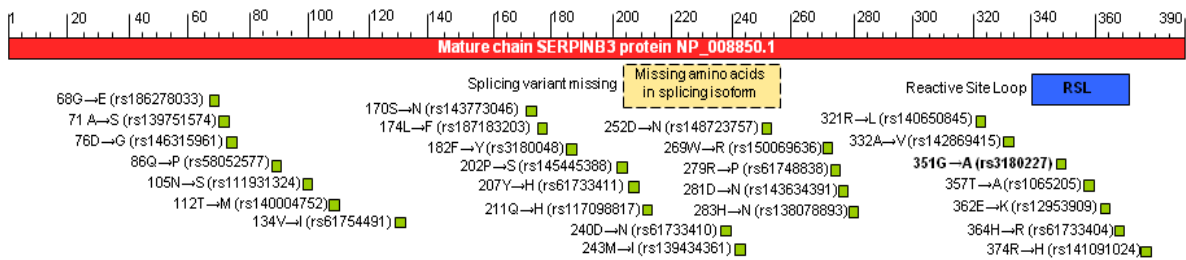 1 20 40 60 80 100 120 140 160 180 200 220 240 260 280 300 320 340 360 390
Mature chain SERPINB3 protein NP_008850.1
Splicing variant missing
Missing amino acids
in splicing isoform
Reactive Site Loop
RSL
68G→E (rs186278033)
71 A→S (rs139751574)
76D→G (rs146315961)
86Q→P (rs58052577)
105N→S (rs111931324)
112T→M (rs140004752)
134V→I (rs61754491)
170S→N (rs143773046)
174L→F (rs187183203)
182F→Y (rs3180048)
202P→S (rs145445388)
207Y→H (rs61733411)
211Q→H (rs117098817)
240D→N (rs61733410)
243M→I (rs139434361)
252D→N (rs148723757)
269W→R (rs150069636)
279R→P (rs61748838)
281D→N (rs143634391)
283H→N (rs138078893)
321R→L (rs140650845)
332A→V (rs142869415)
351G→A (rs3180227)
357T→A (rs1065205)
362E→K (rs12953909)
364H→R (rs61733404)
374R→H (rs141091024)